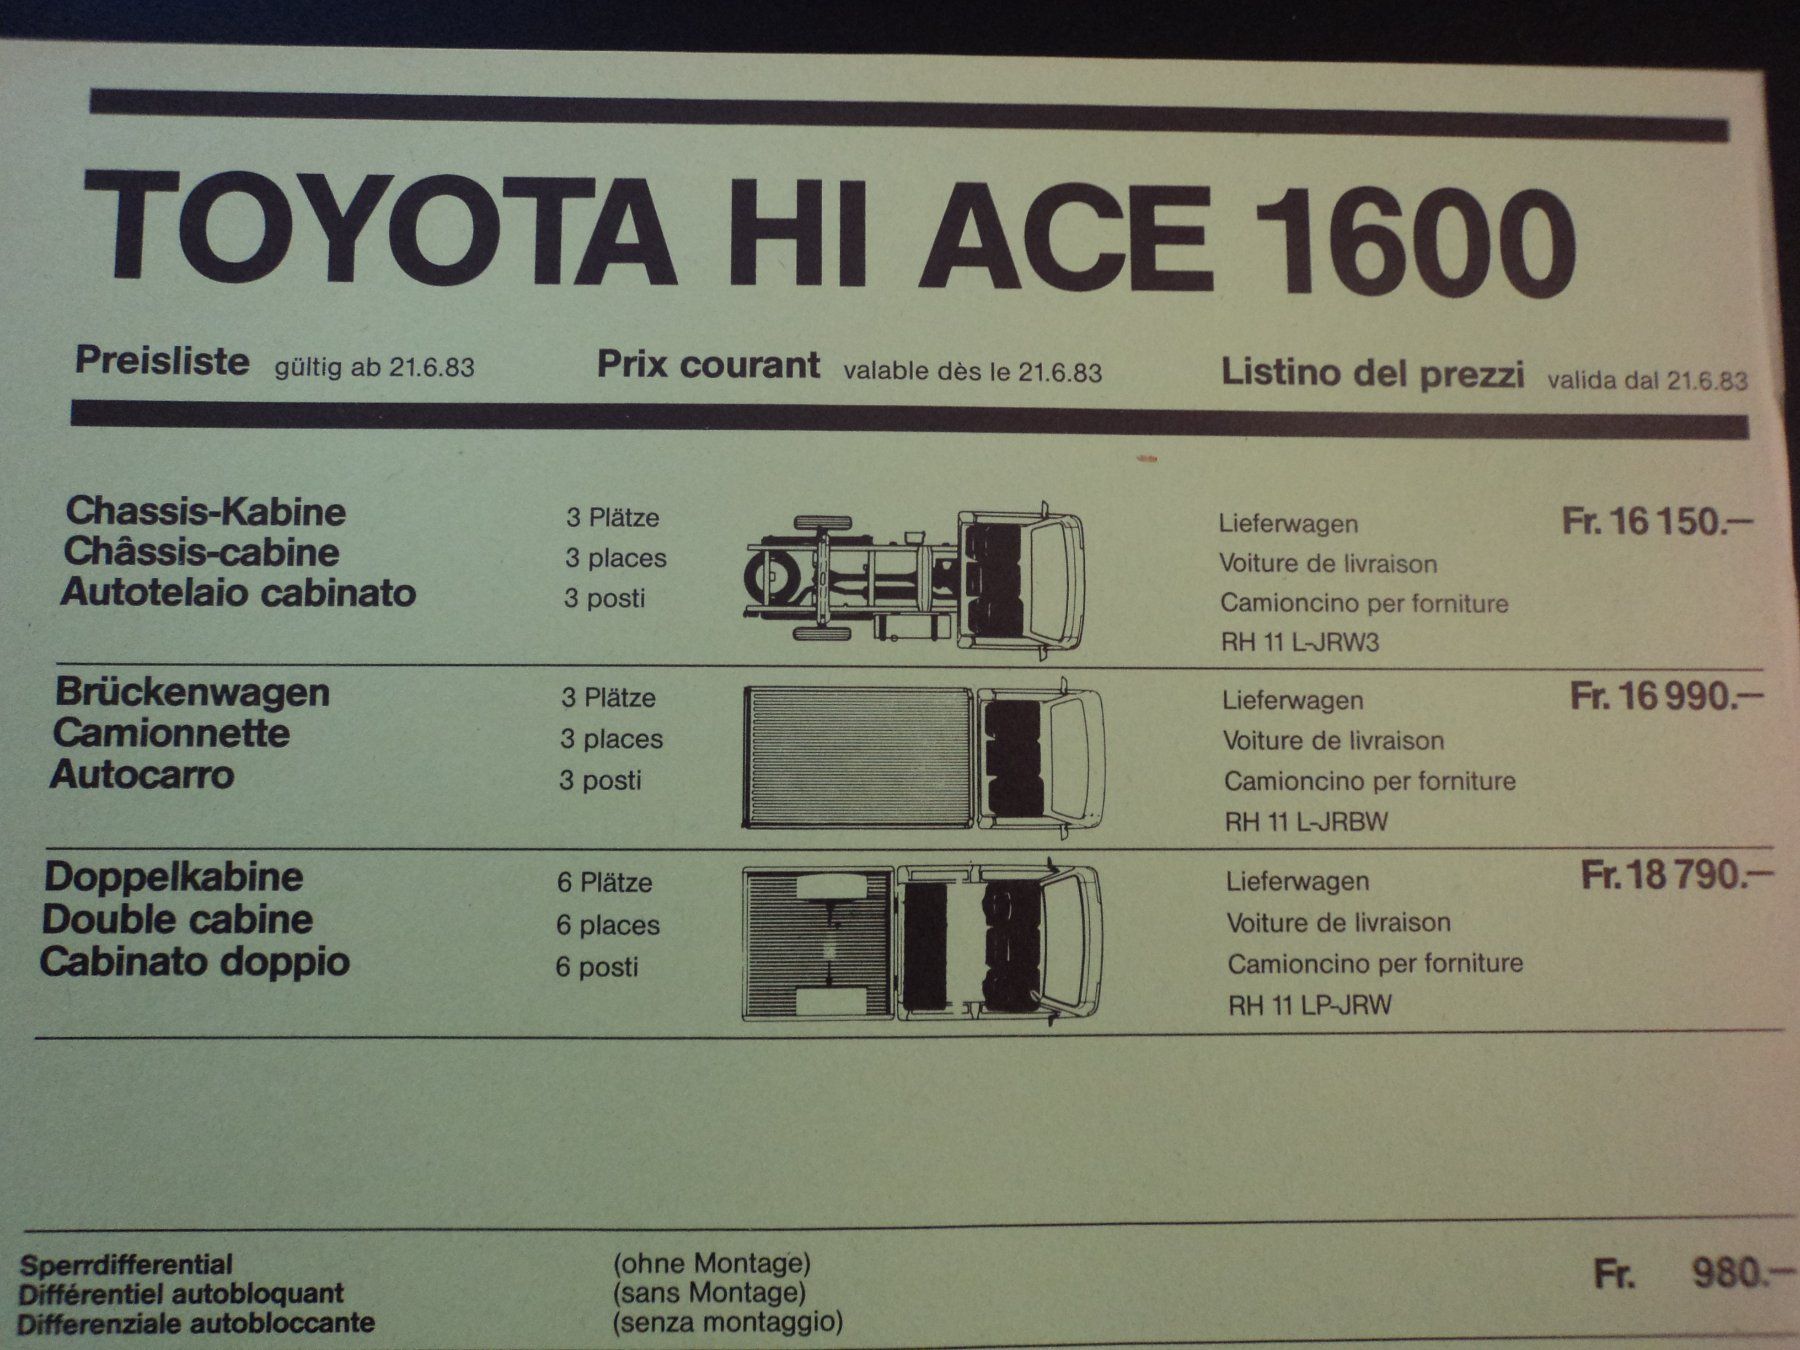 TOYOTA HI ACE 1600
Preisliste gültig ab 21.6.83 Prix courant valable dès le 21.6.83 Listino del prezzi valida dal 21.6.83
Chassis-Kabine 3 Plätze Lieferwagen Fr. 16 150.–
Châssis-cabine 3 places Voiture de livraison
Autotelaio cabinato 3 posti Camioncino per forniture
RH 11 L-JRW3
Brückenwagen 3 Plätze Lieferwagen Fr. 16 990.–
Camionnette 3 places Voiture de livraison
Autocarro 3 posti Camioncino per forniture
RH 11 L-JRBW
Doppelkabine 6 Plätze Lieferwagen Fr. 18 790.–
Double cabine 6 places Voiture de livraison
Cabinato doppio 6 posti Camioncino per forniture
RH 11 LP-JRW
Sperrdifferential (ohne Montage) Fr. 980.–
Différentiel autobloquant (sans Montage)
Differenziale autobloccante (senza montaggio)